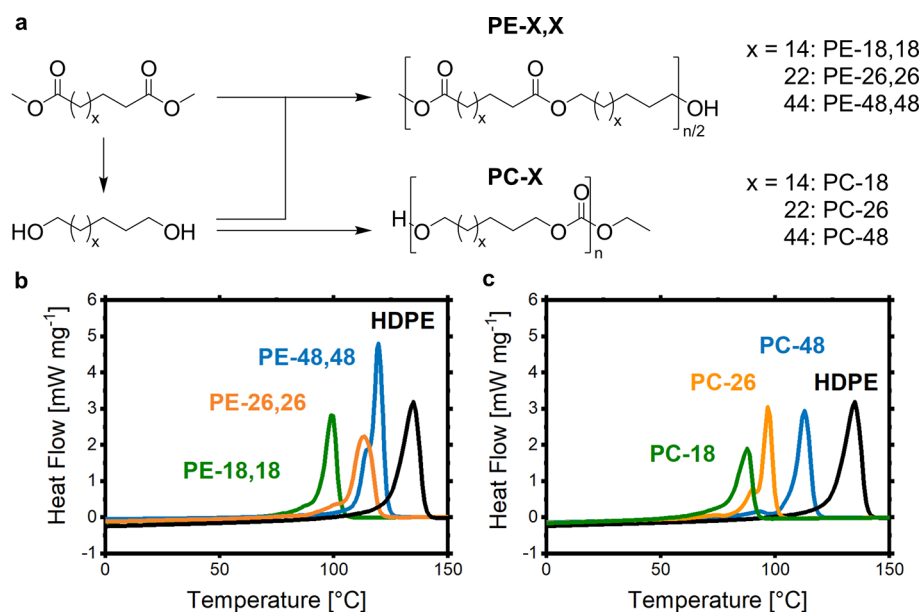 a
PE-X,X
x = 14: PE-18,18
22: PE-26,26
44: PE-48,48
O
O
O
O
x
O
O
O
O
x
x
OH
n/2
PC-X
x = 14: PC-18
22: PC-26
44: PC-48
HO
x
OH
H
O
x
O
O
O
n
b
6
5
4
3
2
1
0
-1
Heat Flow [mW mg⁻¹]
HDPE
PE-48,48
PE-26,26
PE-18,18
0
50
100
150
Temperature [°C]
c
6
5
4
3
2
1
0
-1
Heat Flow [mW mg⁻¹]
PC-48
PC-26
HDPE
PC-18
0
50
100
150
Temperature [°C]